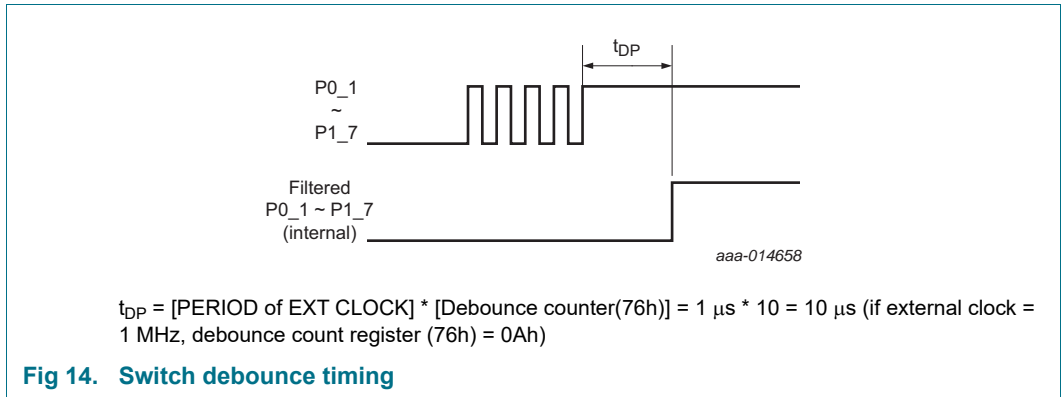 tDP
P0_1
~
P1_7
Filtered
P0_1 ~ P1_7
(internal)
aaa-014658
tDP = [PERIOD of EXT CLOCK] * [Debounce counter(76h)] = 1 μs * 10 = 10 μs (if external clock =
1 MHz, debounce count register (76h) = 0Ah)
Fig 14. Switch debounce timing